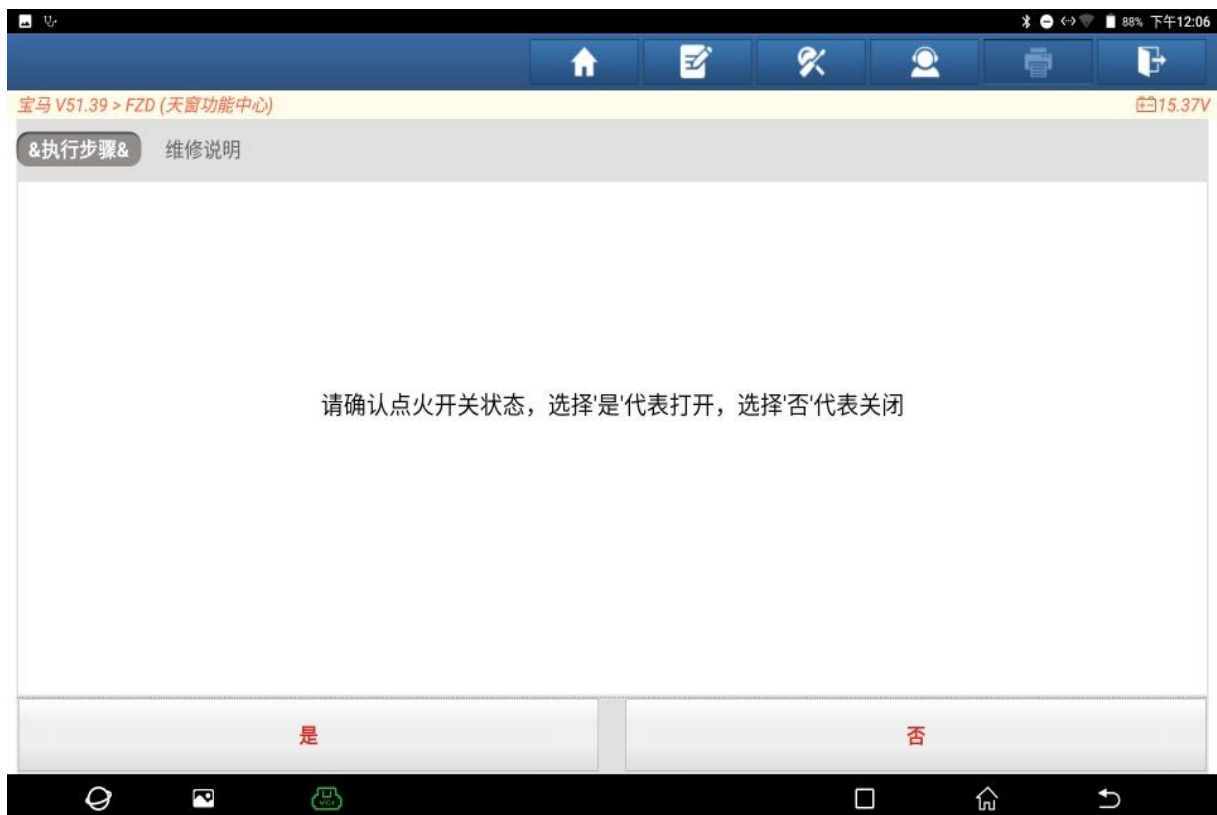 88% 下午12:06
宝马 V51.39 > FZD (天窗功能中心) 15.37V
&执行步骤& 维修说明
请确认点火开关状态，选择'是'代表打开，选择'否'代表关闭
是 否
VCI